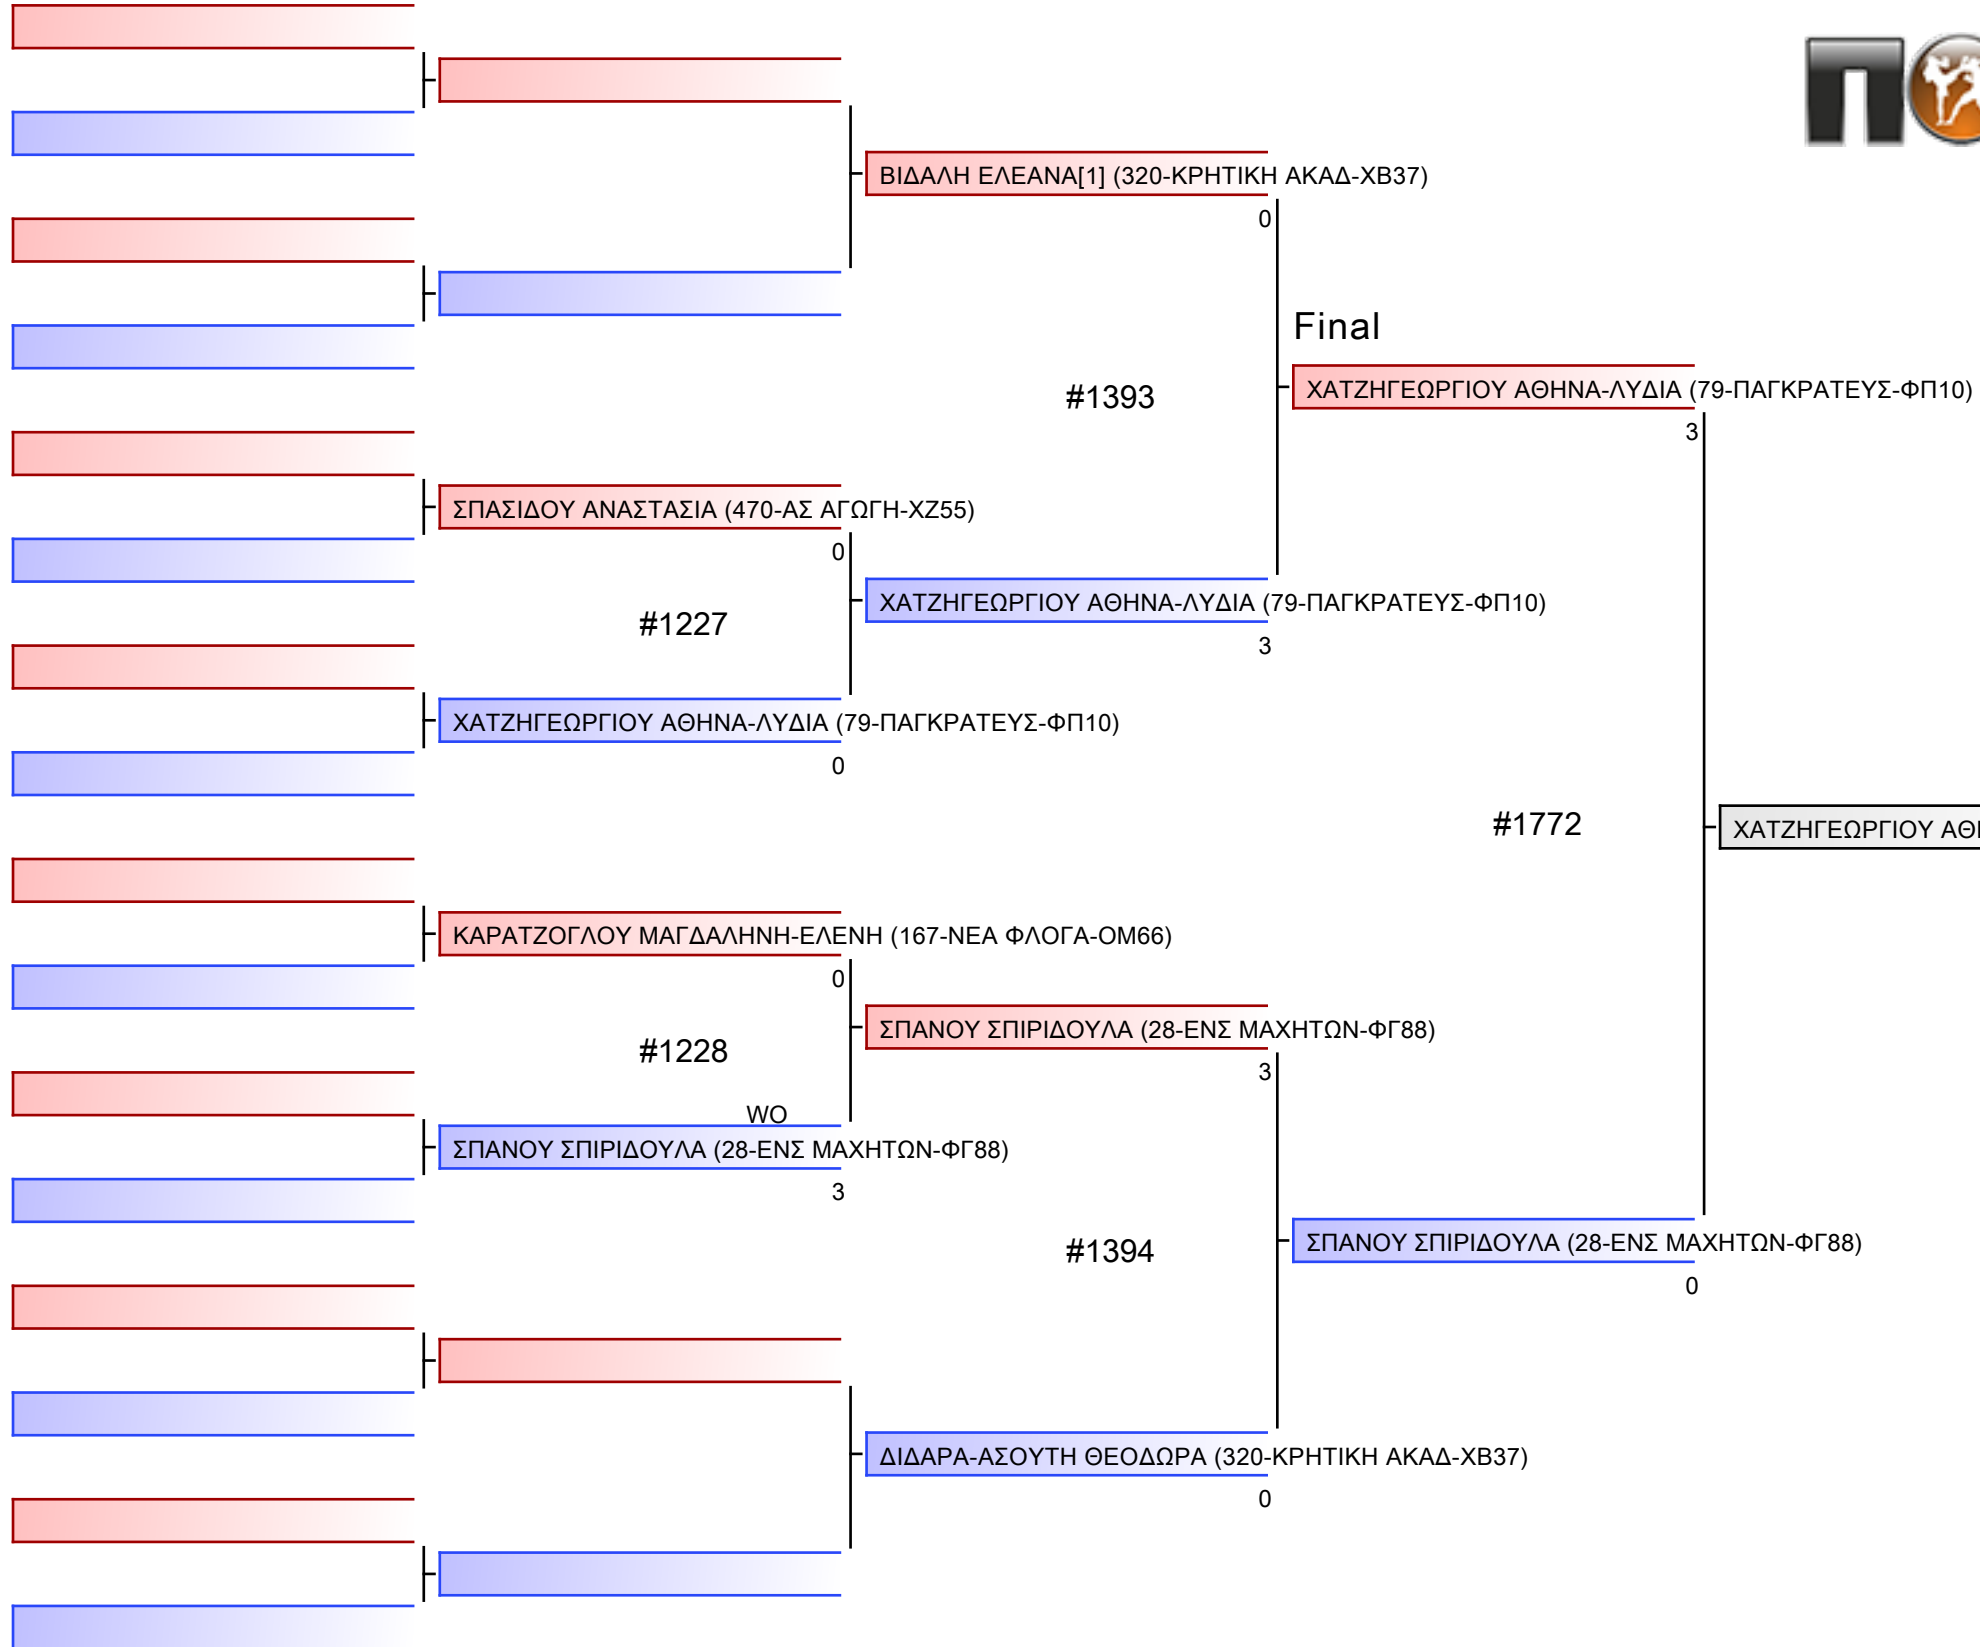 ΠΟ
ΒΙΔΑΛΗ ΕΛΕΑΝΑ[1] (320-ΚΡΗΤΙΚΗ ΑΚΑΔ-ΧΒ37)
0
Final
#1393
ΧΑΤΖΗΓΕΩΡΓΙΟΥ ΑΘΗΝΑ-ΛΥΔΙΑ (79-ΠΑΓΚΡΑΤΕΥΣ-ΦΠ10)
3
ΣΠΑΣΙΔΟΥ ΑΝΑΣΤΑΣΙΑ (470-ΑΣ ΑΓΩΓΗ-ΧΖ55)
0
#1227
ΧΑΤΖΗΓΕΩΡΓΙΟΥ ΑΘΗΝΑ-ΛΥΔΙΑ (79-ΠΑΓΚΡΑΤΕΥΣ-ΦΠ10)
3
ΧΑΤΖΗΓΕΩΡΓΙΟΥ ΑΘΗΝΑ-ΛΥΔΙΑ (79-ΠΑΓΚΡΑΤΕΥΣ-ΦΠ10)
0
#1772
ΧΑΤΖΗΓΕΩΡΓΙΟΥ
ΚΑΡΑΤΖΟΓΛΟΥ ΜΑΓΔΑΛΗΝΗ-ΕΛΕΝΗ (167-ΝΕΑ ΦΛΟΓΑ-ΟΜ66)
0
#1228
ΣΠΑΝΟΥ ΣΠΙΡΙΔΟΥΛΑ (28-ΕΝΣ ΜΑΧΗΤΩΝ-ΦΓ88)
3
WO
ΣΠΑΝΟΥ ΣΠΙΡΙΔΟΥΛΑ (28-ΕΝΣ ΜΑΧΗΤΩΝ-ΦΓ88)
3
#1394
ΣΠΑΝΟΥ ΣΠΙΡΙΔΟΥΛΑ (28-ΕΝΣ ΜΑΧΗΤΩΝ-ΦΓ88)
0
ΔΙΔΑΡΑ-ΑΣΟΥΤΗ ΘΕΟΔΩΡΑ (320-ΚΡΗΤΙΚΗ ΑΚΑΔ-ΧΒ37)
0